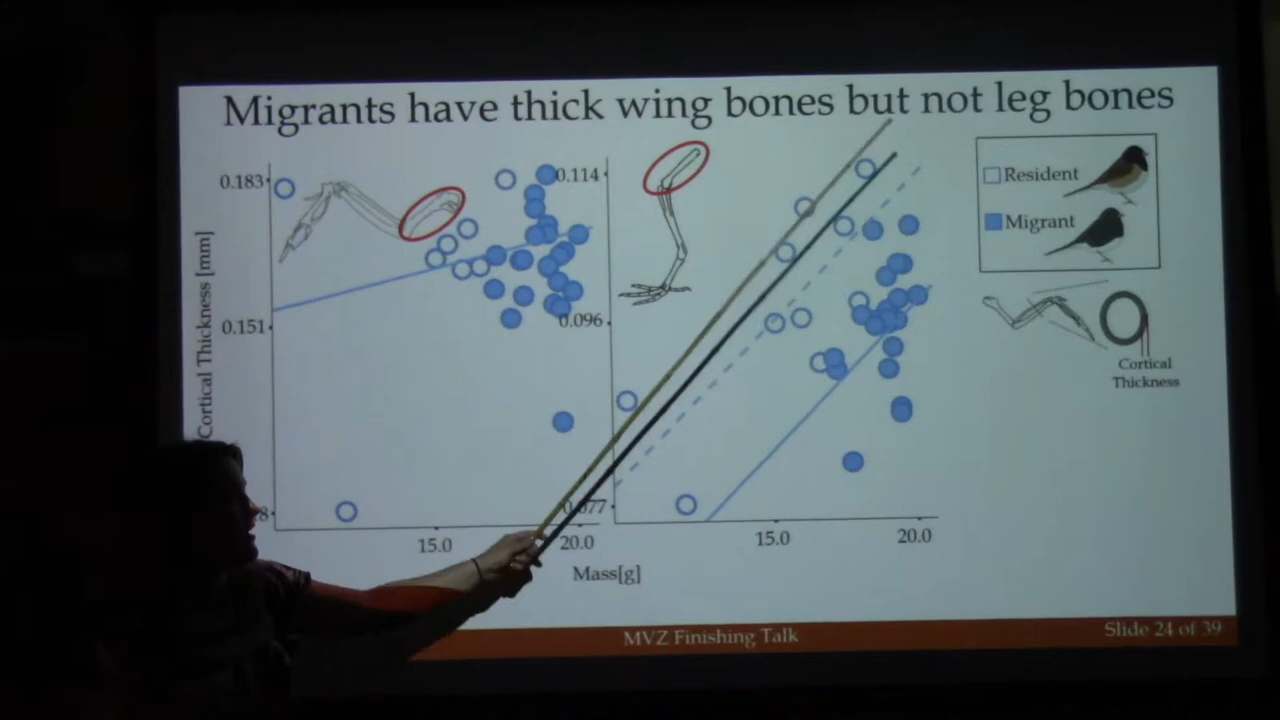 Migrants have thick wing bones but not leg bones
0.183
0.151
8
Cortical Thickness [mm]
15.0
20.0
0.114
0.096
0.077
15.0
20.0
Mass[g]
Resident
Migrant
Cortical
Thickness
MVZ Finishing Talk
Slide 24 of 39